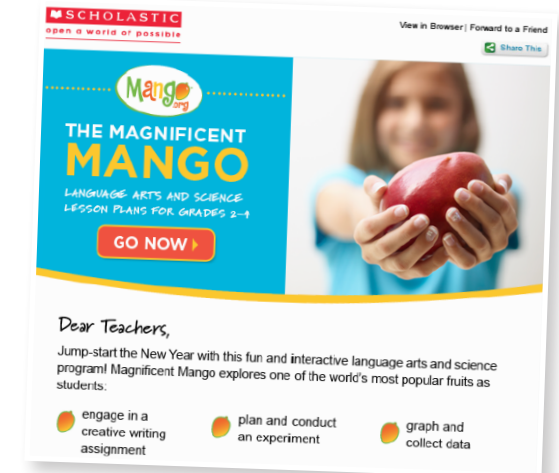 SCHOLASTIC
open a world of possible
View in Browser | Forward to a Friend
Share This
Mango.org
THE MAGNIFICENT
MANGO
LANGUAGE ARTS AND SCIENCE
LESSON PLANS FOR GRADES 2–4
GO NOW
Dear Teachers,
Jump-start the New Year with this fun and interactive language arts and science
program! Magnificent Mango explores one of the world's most popular fruits as
students:
engage in a
creative writing
assignment
plan and conduct
an experiment
graph and
collect data